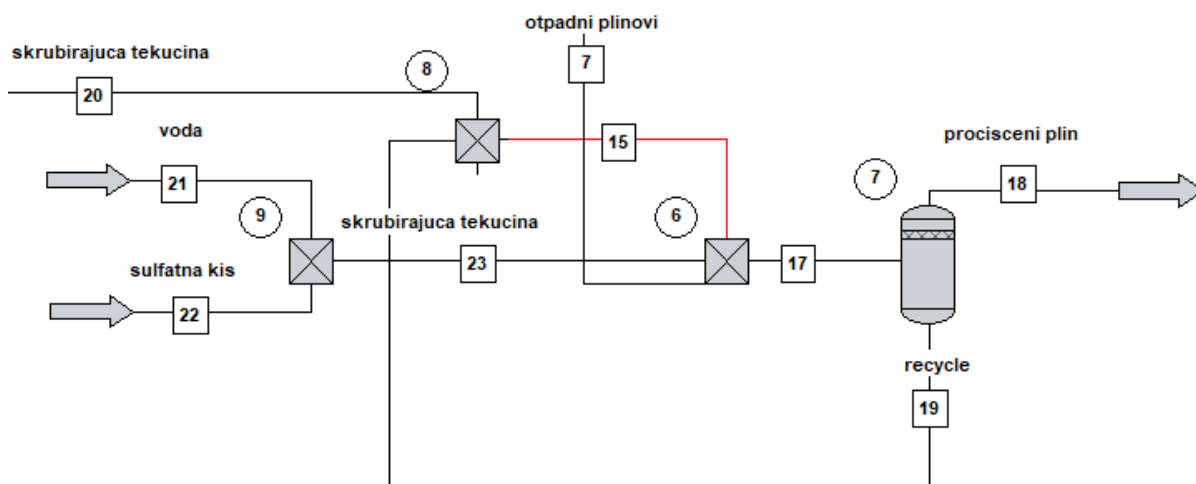 otpadni plinovi
skrubirajuca tekucina
8
7
20
voda
15
prociscen­i plin
7
18
21
9
skrubirajuca tekucina
6
sulfatna kis
23
17
22
recycle
19